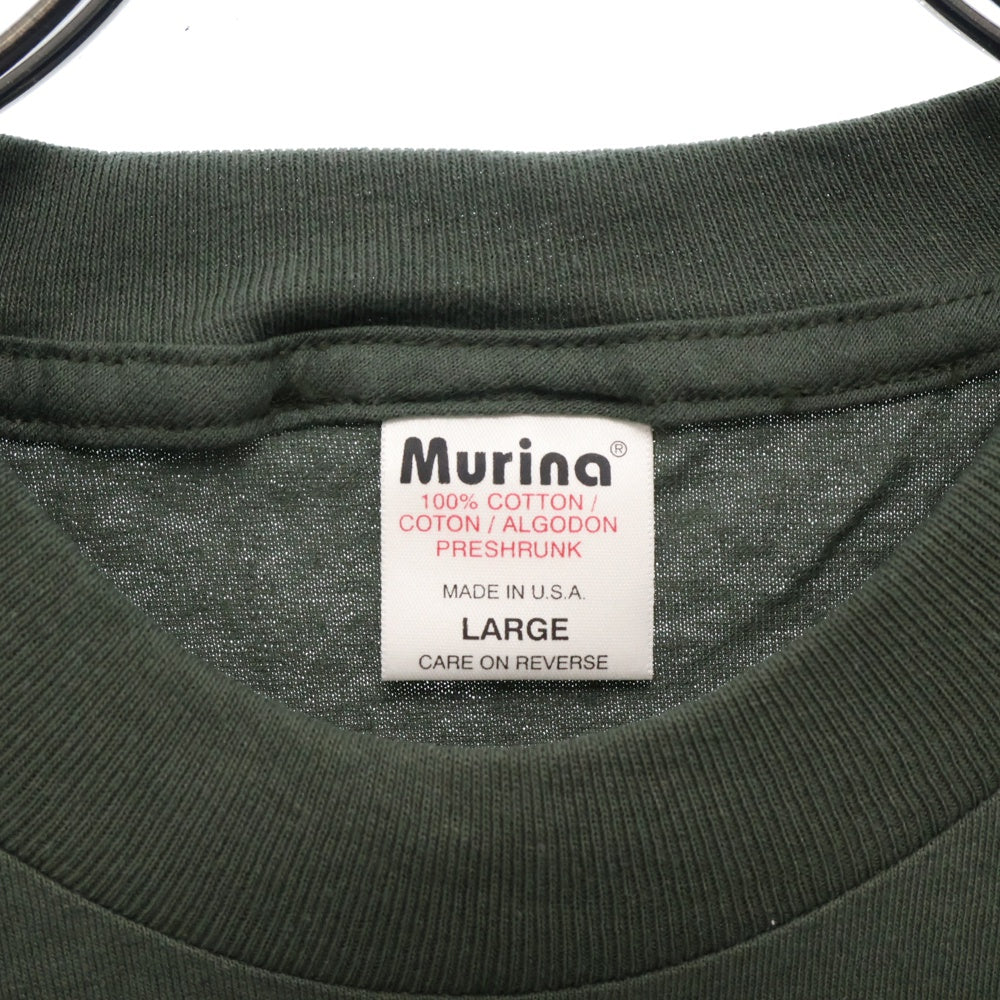 Murina®
100% COTTON /
COTON / ALGODON
PRESHRUNK
MADE IN U.S.A.
LARGE
CARE ON REVERSE